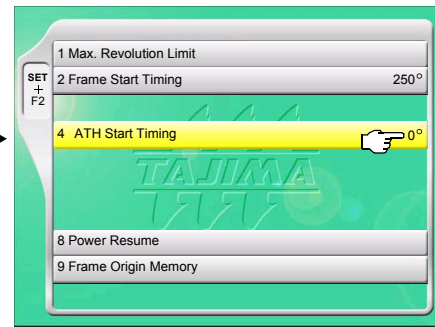 1 Max. Revolution Limit
SET + F2
2 Frame Start Timing 250°
4 ATH Start Timing 0°
TAJIMA
8 Power Resume
9 Frame Origin Memory